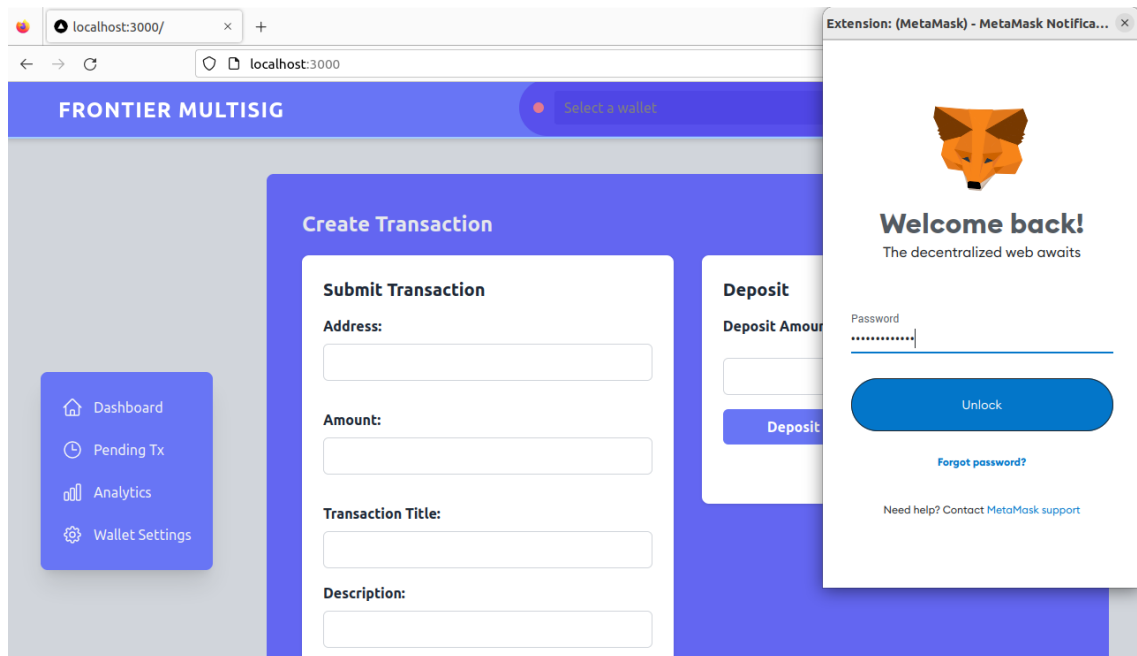 localhost:3000/
Extension: (MetaMask) - MetaMask Notifica...
localhost:3000
FRONTIER MULTISIG
Select a wallet
Create Transaction
Submit Transaction
Address:
Amount:
Transaction Title:
Description:
Deposit
Deposit Amour
Deposit
Dashboard
Pending Tx
Analytics
Wallet Settings
Welcome back!
The decentralized web awaits
Password
•••••••••••••
Unlock
Forgot password?
Need help? Contact MetaMask support